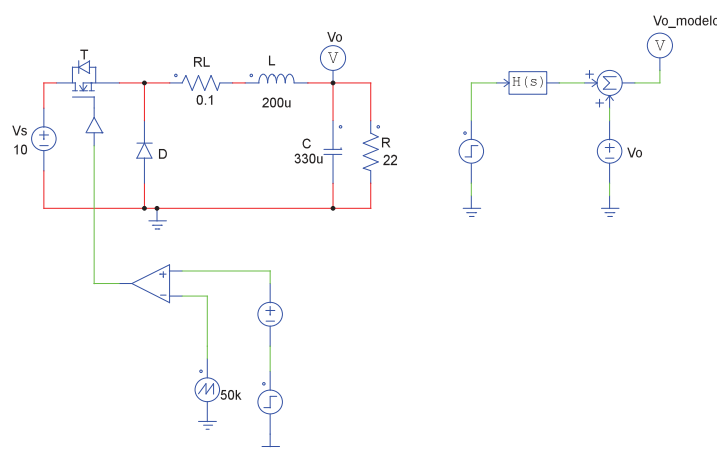 Vo_modelo
Vo
T
RL
L
V
V
0.1
200u
H(s)
+
Σ
+
Vs
10
D
C
330u
R
22
Vo
50k